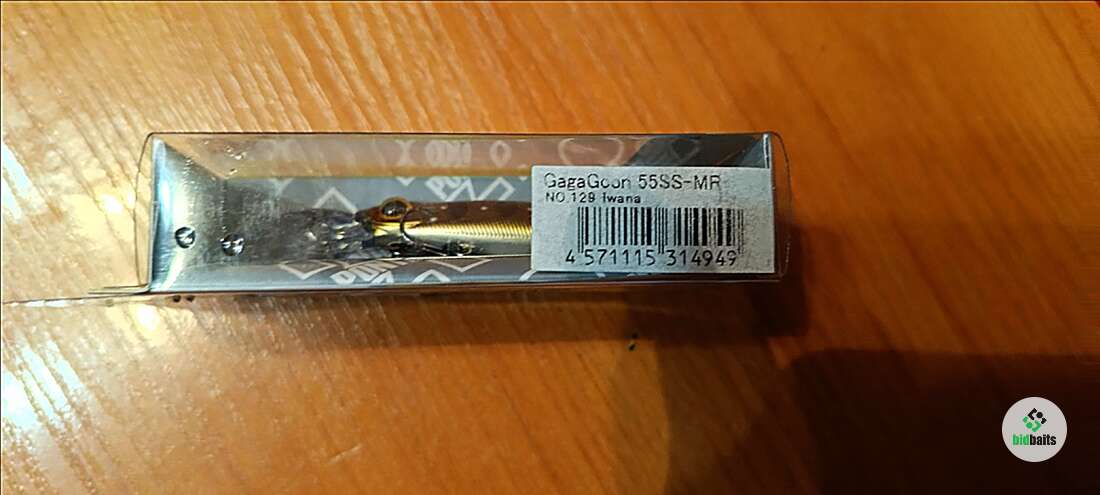 GagaGoon 55SS-MR
NO.129 Iwana
4 571115 314949
bidbaits